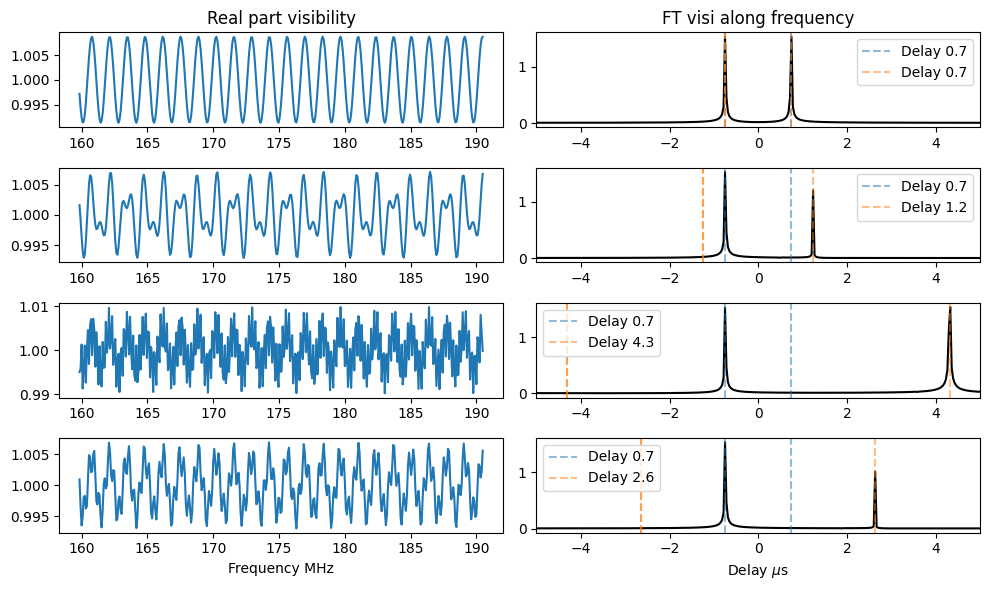 Real part visibility
FT visi along frequency
1.005
1.000
0.995
160 165 170 175 180 185 190
1
0
−4 −2 0 2 4
Delay 0.7
Delay 0.7
1.005
1.000
0.995
160 165 170 175 180 185 190
1
0
−4 −2 0 2 4
Delay 0.7
Delay 1.2
1.01
1.00
0.99
160 165 170 175 180 185 190
1
0
−4 −2 0 2 4
Delay 0.7
Delay 4.3
1.005
1.000
0.995
160 165 170 175 180 185 190
Frequency MHz
1
0
−4 −2 0 2 4
Delay 0.7
Delay 2.6
Delay μs